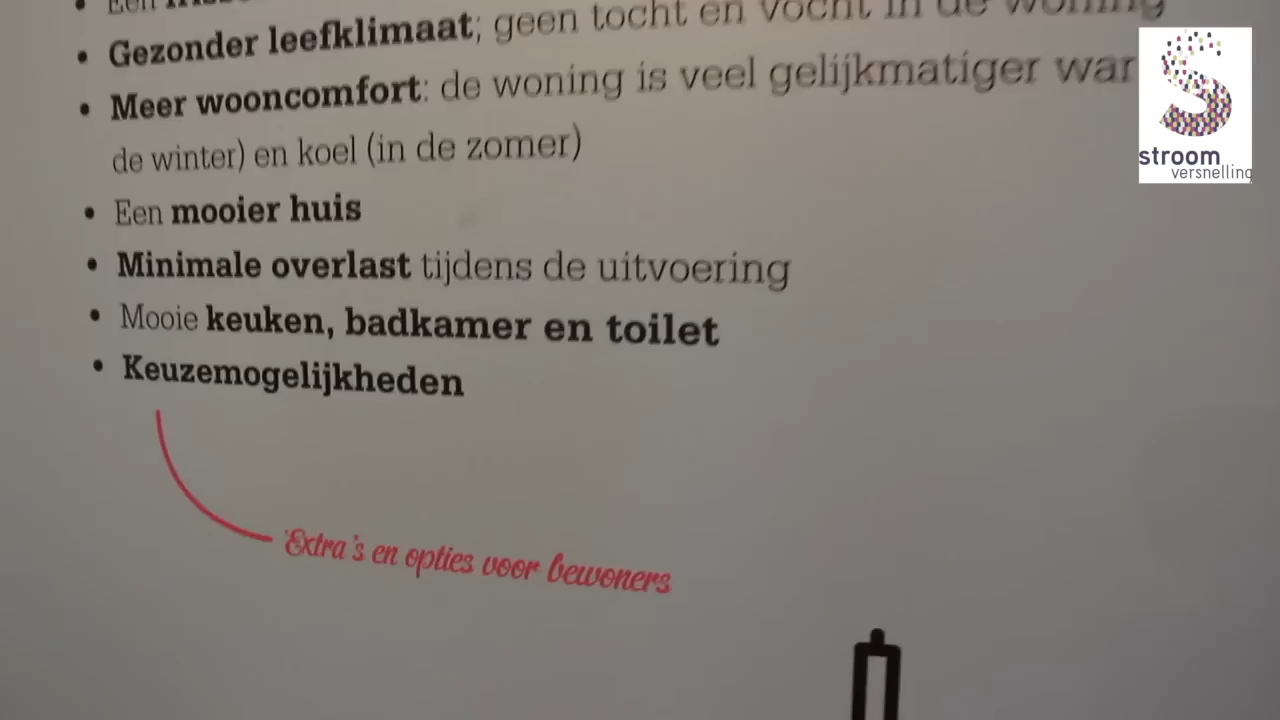 Een
Gezonder leefklimaat; geen tocht en vocht in de woning
Meer wooncomfort: de woning is veel gelijkmatiger war
de winter) en koel (in de zomer)
Een mooier huis
Minimale overlast tijdens de uitvoering
Mooie keuken, badkamer en toilet
Keuzemogelijkheden
Extra's en opties voor bewoners
stroom
versnelling